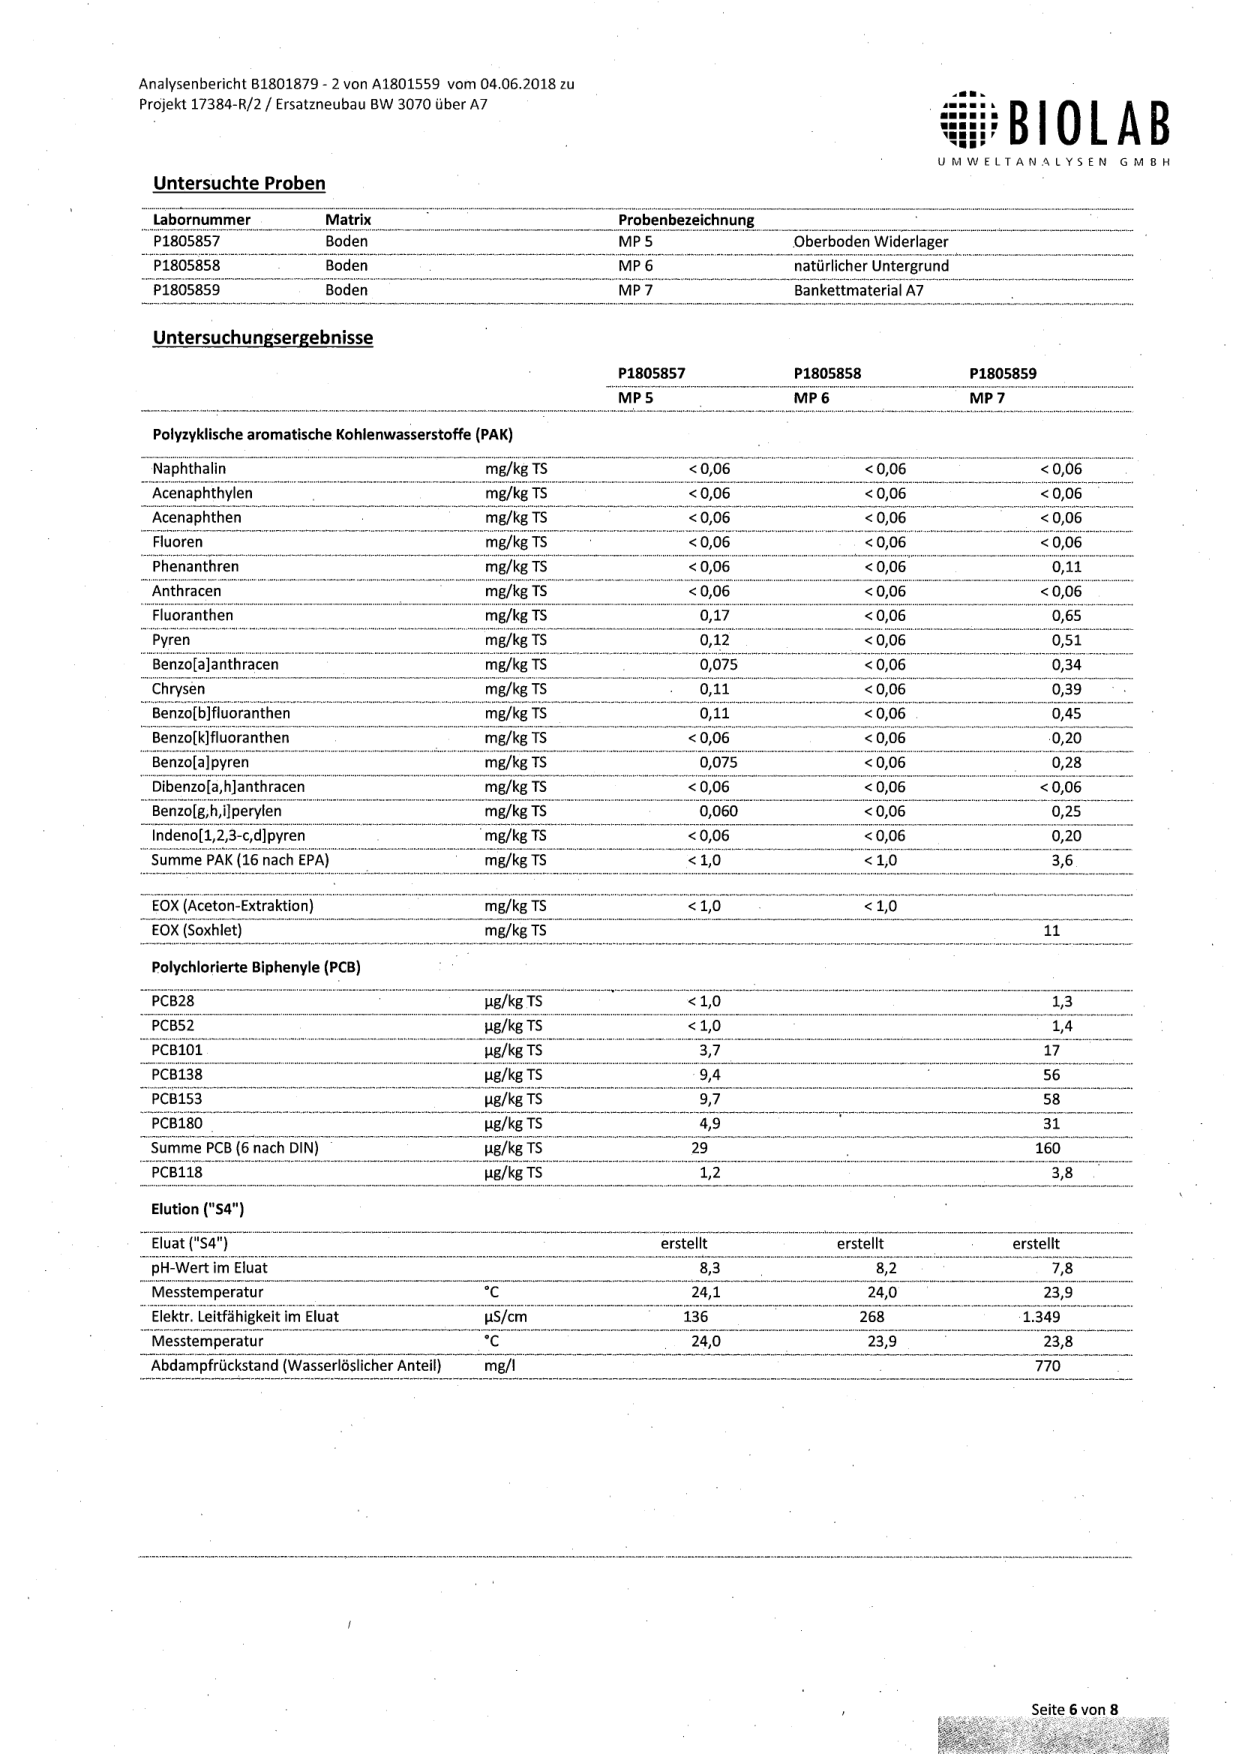 Analysenbericht B1801879 - 2 von A1801559 vom 04.06.2018 zu
Projekt 17384-R/2 / Ersatzneubau BW 3070 über A7
BIOLAB
UMWELTANALYSEN GMBH
Untersuchte Proben
Labornummer Matrix Probenbezeichnung
P1805857 Boden MP 5 Oberboden Widerlager
P1805858 Boden MP 6 natürlicher Untergrund
P1805859 Boden MP 7 Bankettmaterial A7
Untersuchungsergebnisse
P1805857 P1805858 P1805859
MP 5 MP 6 MP 7
Polyzyklische aromatische Kohlenwasserstoffe (PAK)
Naphthalin mg/kg TS < 0,06 < 0,06 < 0,06
Acenaphthylen mg/kg TS < 0,06 < 0,06 < 0,06
Acenaphthen mg/kg TS < 0,06 < 0,06 < 0,06
Fluoren mg/kg TS < 0,06 < 0,06 < 0,06
Phenanthren mg/kg TS < 0,06 < 0,06 0,11
Anthracen mg/kg TS < 0,06 < 0,06 < 0,06
Fluoranthen mg/kg TS 0,17 < 0,06 0,65
Pyren mg/kg TS 0,12 < 0,06 0,51
Benzo[a]anthracen mg/kg TS 0,075 < 0,06 0,34
Chrysen mg/kg TS 0,11 < 0,06 0,39
Benzo[b]fluoranthen mg/kg TS 0,11 < 0,06 0,45
Benzo[k]fluoranthen mg/kg TS < 0,06 < 0,06 0,20
Benzo[a]pyren mg/kg TS 0,075 < 0,06 0,28
Dibenzo[a,h]anthracen mg/kg TS < 0,06 < 0,06 < 0,06
Benzo[g,h,i]perylen mg/kg TS 0,060 < 0,06 0,25
Indeno[1,2,3-c,d]pyren mg/kg TS < 0,06 < 0,06 0,20
Summe PAK (16 nach EPA) mg/kg TS < 1,0 < 1,0 3,6
EOX (Aceton-Extraktion) mg/kg TS < 1,0 < 1,0
EOX (Soxhlet) mg/kg TS 11
Polychlorierte Biphenyle (PCB)
PCB28 µg/kg TS < 1,0 1,3
PCB52 µg/kg TS < 1,0 1,4
PCB101 µg/kg TS 3,7 17
PCB138 µg/kg TS 9,4 56
PCB153 µg/kg TS 9,7 58
PCB180 µg/kg TS 4,9 31
Summe PCB (6 nach DIN) µg/kg TS 29 160
PCB118 µg/kg TS 1,2 3,8
Elution ("S4")
Eluat ("S4") erstellt erstellt erstellt
pH-Wert im Eluat 8,3 8,2 7,8
Messtemperatur °C 24,1 24,0 23,9
Elektr. Leitfähigkeit im Eluat µS/cm 136 268 1.349
Messtemperatur °C 24,0 23,9 23,8
Abdampfrückstand (Wasserlöslicher Anteil) mg/l 770
Seite 6 von 8